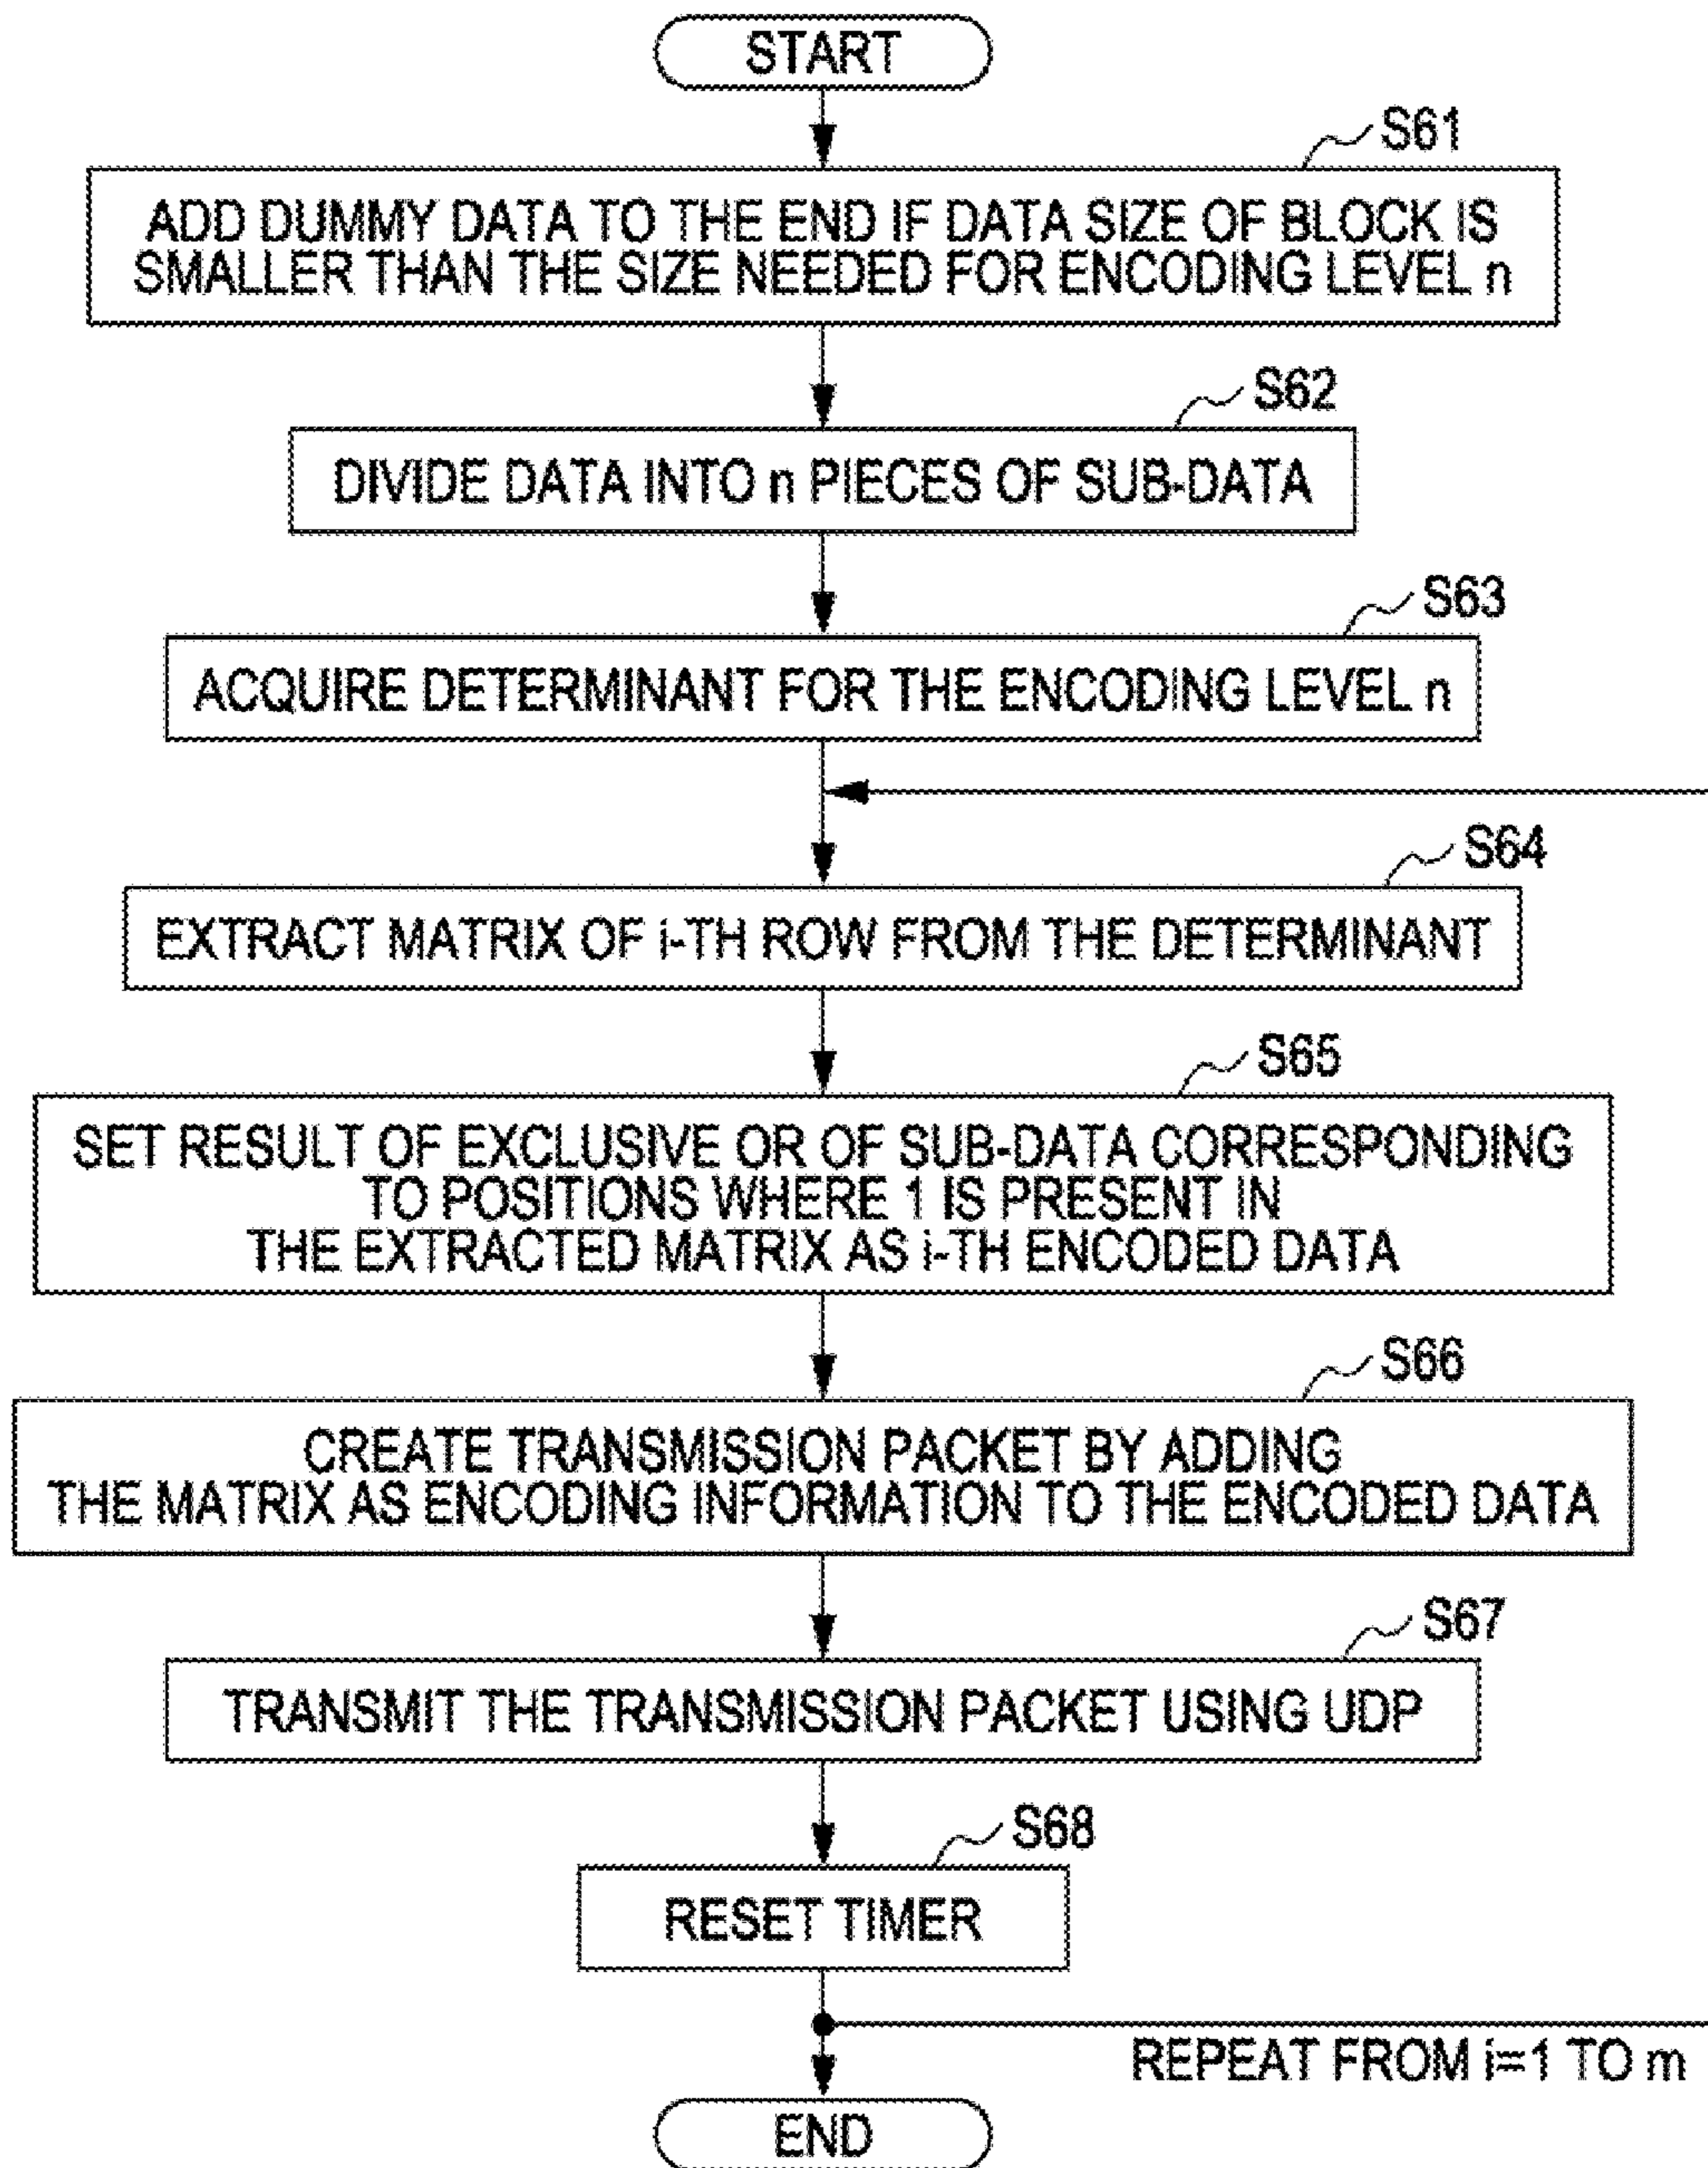 START
S61
ADD DUMMY DATA TO THE END IF DATA SIZE OF BLOCK IS
SMALLER THAN THE SIZE NEEDED FOR ENCODING LEVEL n
S62
DIVIDE DATA INTO n PIECES OF SUB-DATA
S63
ACQUIRE DETERMINANT FOR THE ENCODING LEVEL n
S64
EXTRACT MATRIX OF i-TH ROW FROM THE DETERMINANT
S65
SET RESULT OF EXCLUSIVE OR OF SUB-DATA CORRESPONDING
TO POSITIONS WHERE 1 IS PRESENT IN
THE EXTRACTED MATRIX AS i-TH ENCODED DATA
S66
CREATE TRANSMISSION PACKET BY ADDING
THE MATRIX AS ENCODING INFORMATION TO THE ENCODED DATA
S67
TRANSMIT THE TRANSMISSION PACKET USING UDP
S68
RESET TIMER
REPEAT FROM i=1 TO m
END